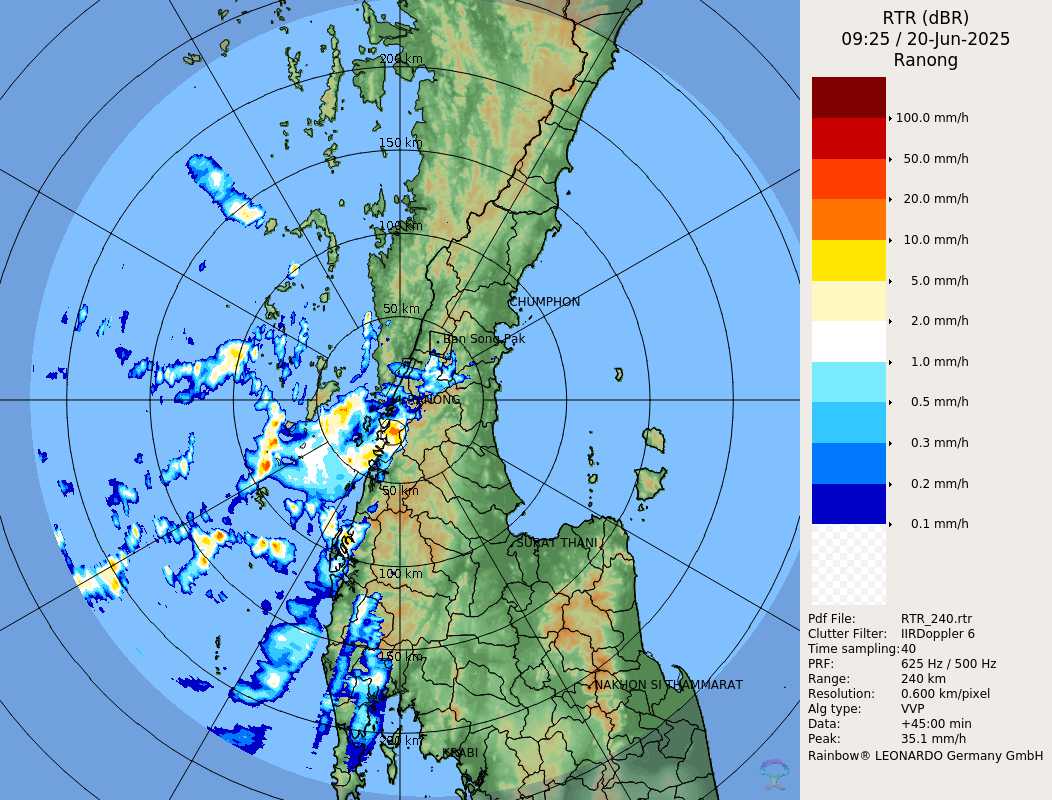 RTR (dBR)
09:25 / 20-Jun-2025
Ranong
100.0 mm/h
50.0 mm/h
20.0 mm/h
10.0 mm/h
5.0 mm/h
2.0 mm/h
1.0 mm/h
0.5 mm/h
0.3 mm/h
0.2 mm/h
0.1 mm/h
Pdf File: RTR_240.rtr
Clutter Filter: IIRDoppler 6
Time sampling: 40
PRF: 625 Hz / 500 Hz
Range: 240 km
Resolution: 0.600 km/pixel
Alg type: VVP
Data: +45:00 min
Peak: 35.1 mm/h
Rainbow® LEONARDO Germany GmbH
200 km
150 km
100 km
50 km
CHUMPHON
Ban Song Pak
RANONG
50 km
SURAT THANI
100 km
150 km
NAKHON SI THAMMARAT
KRABI